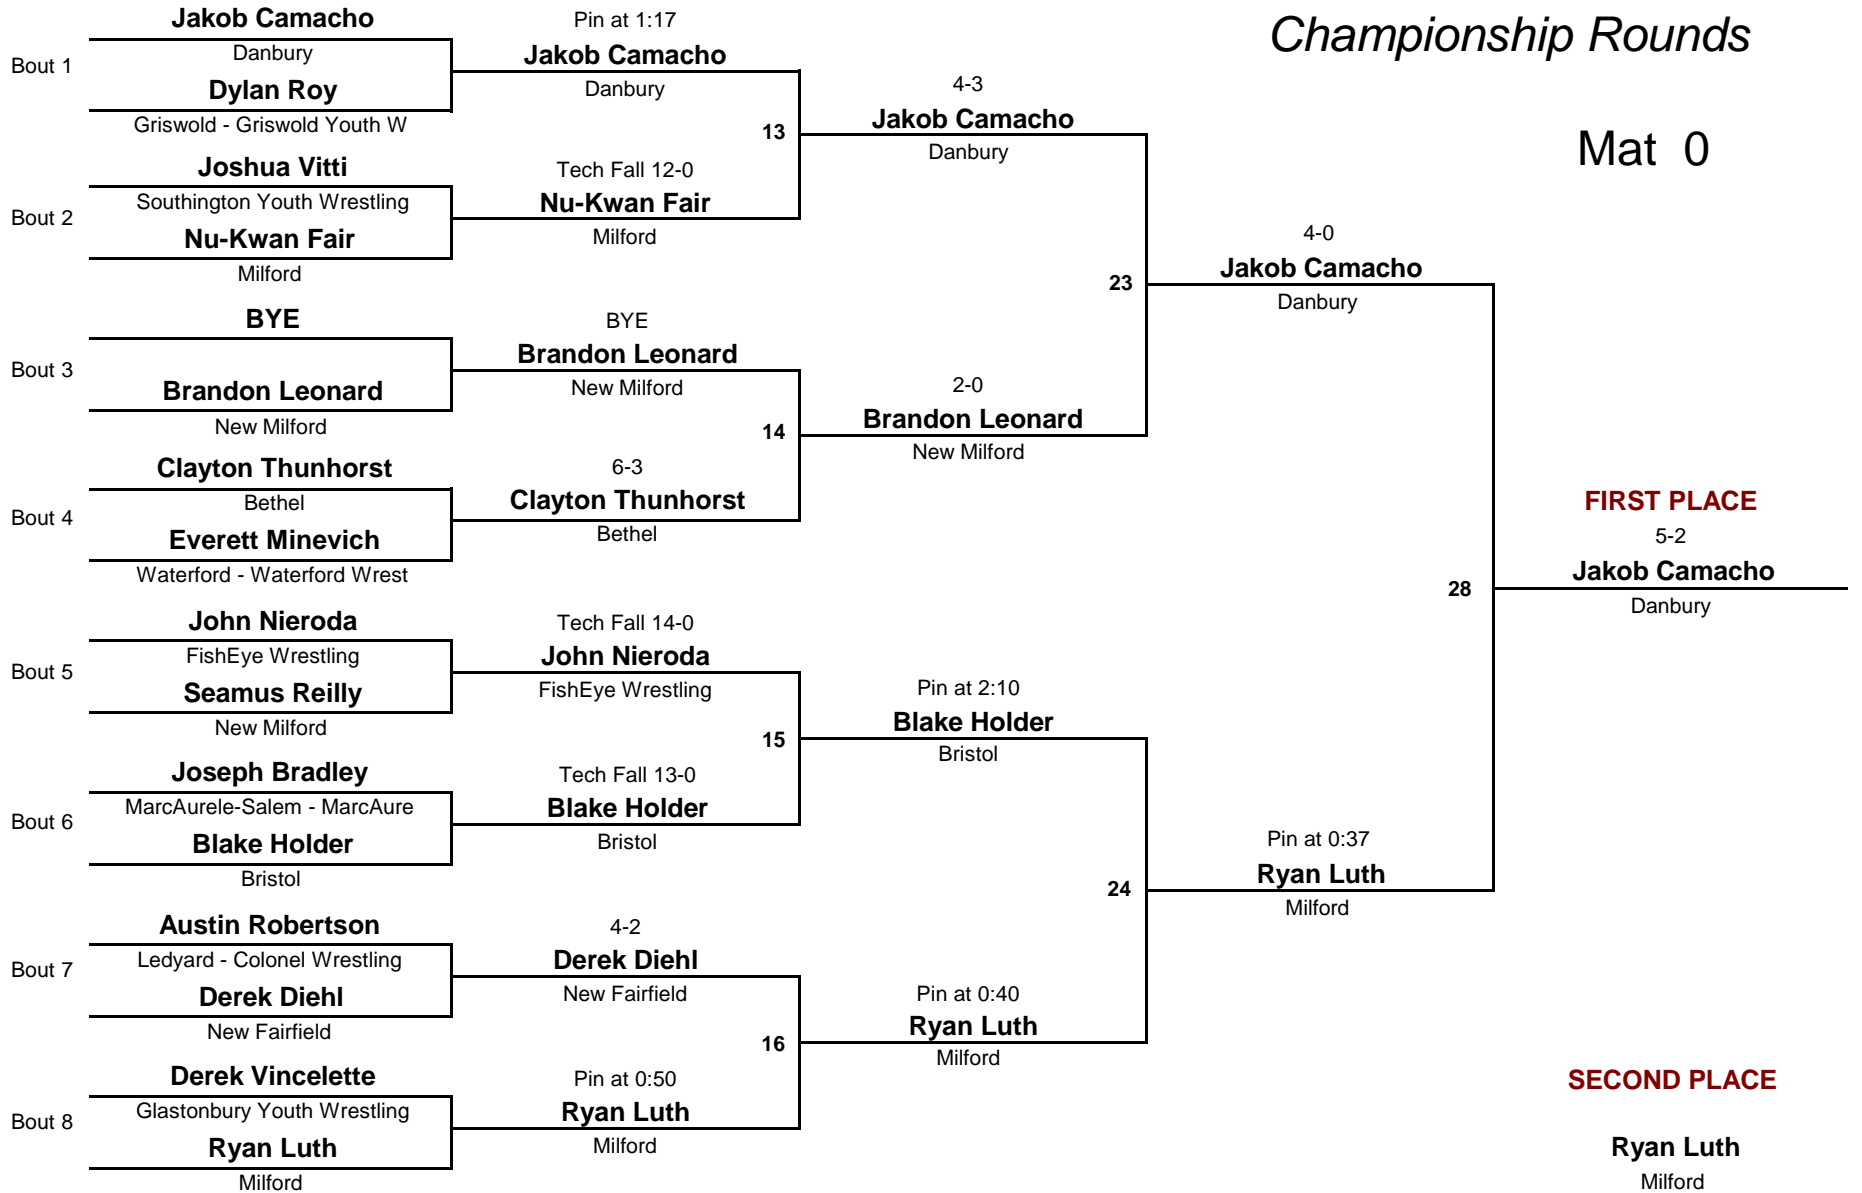 Championship Rounds
Mat 0
Bout 1
Jakob Camacho
Danbury
Dylan Roy
Griswold - Griswold Youth W
Bout 2
Joshua Vitti
Southington Youth Wrestling
Nu-Kwan Fair
Milford
Bout 3
BYE
Brandon Leonard
New Milford
Bout 4
Clayton Thunhorst
Bethel
Everett Minevich
Waterford - Waterford Wrest
Bout 5
John Nieroda
FishEye Wrestling
Seamus Reilly
New Milford
Bout 6
Joseph Bradley
MarcAurele-Salem - MarcAure
Blake Holder
Bristol
Bout 7
Austin Robertson
Ledyard - Colonel Wrestling
Derek Diehl
New Fairfield
Bout 8
Derek Vincelette
Glastonbury Youth Wrestling
Ryan Luth
Milford
Pin at 1:17
Jakob Camacho
Danbury
13
Tech Fall 12-0
Nu-Kwan Fair
Milford
BYE
Brandon Leonard
New Milford
14
6-3
Clayton Thunhorst
Bethel
Tech Fall 14-0
John Nieroda
FishEye Wrestling
15
Tech Fall 13-0
Blake Holder
Bristol
4-2
Derek Diehl
New Fairfield
16
Pin at 0:50
Ryan Luth
Milford
4-3
Jakob Camacho
Danbury
23
2-0
Brandon Leonard
New Milford
Pin at 2:10
Blake Holder
Bristol
24
Pin at 0:40
Ryan Luth
Milford
4-0
Jakob Camacho
Danbury
28
Pin at 0:37
Ryan Luth
Milford
FIRST PLACE
5-2
Jakob Camacho
Danbury
SECOND PLACE
Ryan Luth
Milford